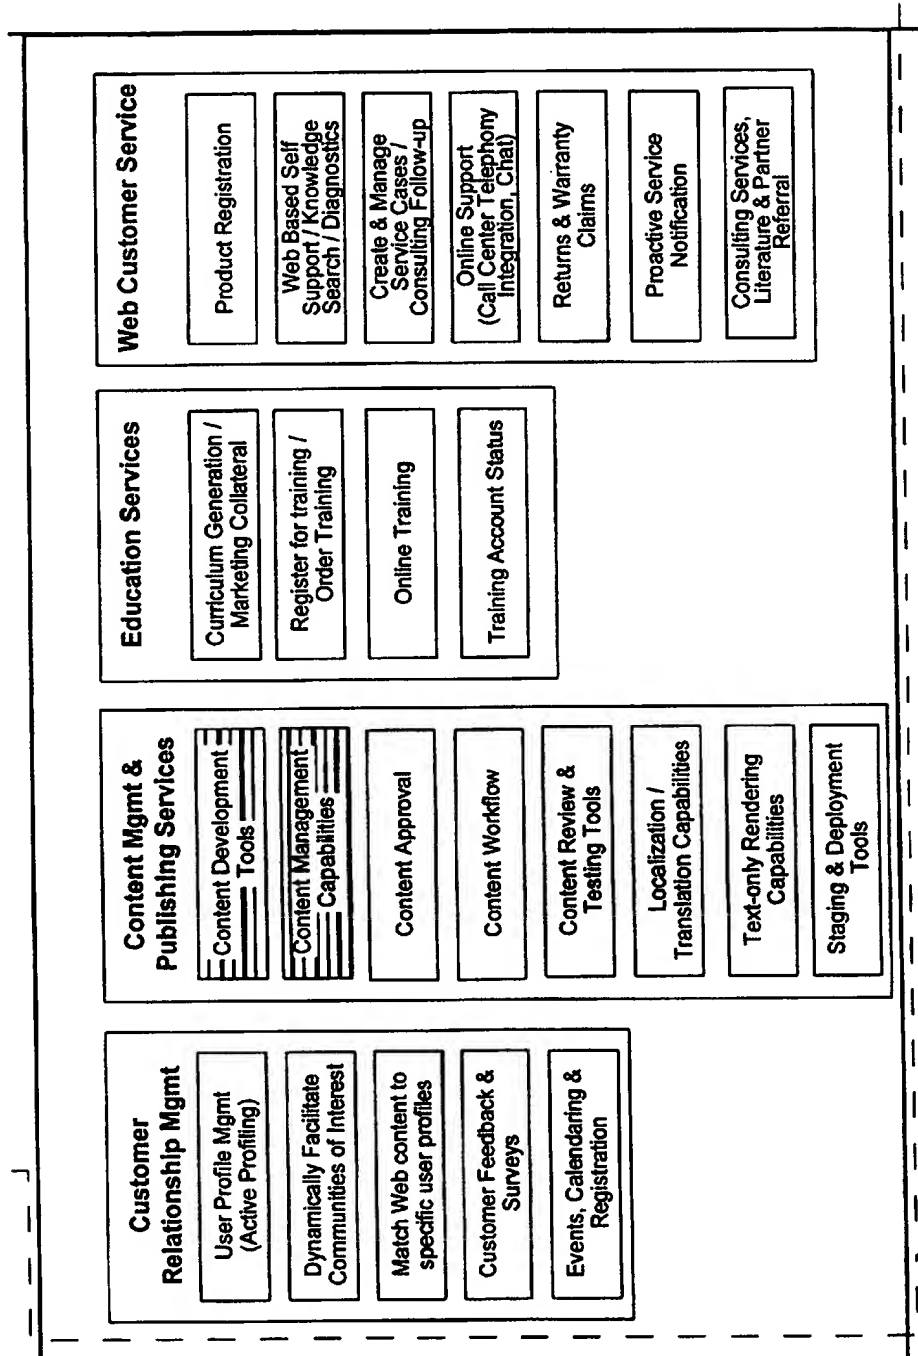 Customer
Relationship Mgmt
User Profile Mgmt
(Active Profiling)
Dynamically Facilitate
Communities of Interest
Match Web content to
specific user profiles
Customer Feedback &
Surveys
Events, Calendaring &
Registration
Content Mgmt &
Publishing Services
Content Development
Tools
Content Management
Capabilities
Content Approval
Content Workflow
Content Review &
Testing Tools
Localization /
Translation Capabilities
Text-only Rendering
Capabilities
Staging & Deployment
Tools
Education Services
Curriculum Generation /
Marketing Collateral
Register for training /
Order Training
Online Training
Training Account Status
Web Customer Service
Product Registration
Web Based Self
Support / Knowledge
Search / Diagnostics
Create & Manage
Service Cases /
Consulting Follow-up
Online Support
(Call Center Telephony
Integration, Chat)
Returns & Warranty
Claims
Proactive Service
Notification
Consulting Services,
Literature & Partner
Referral